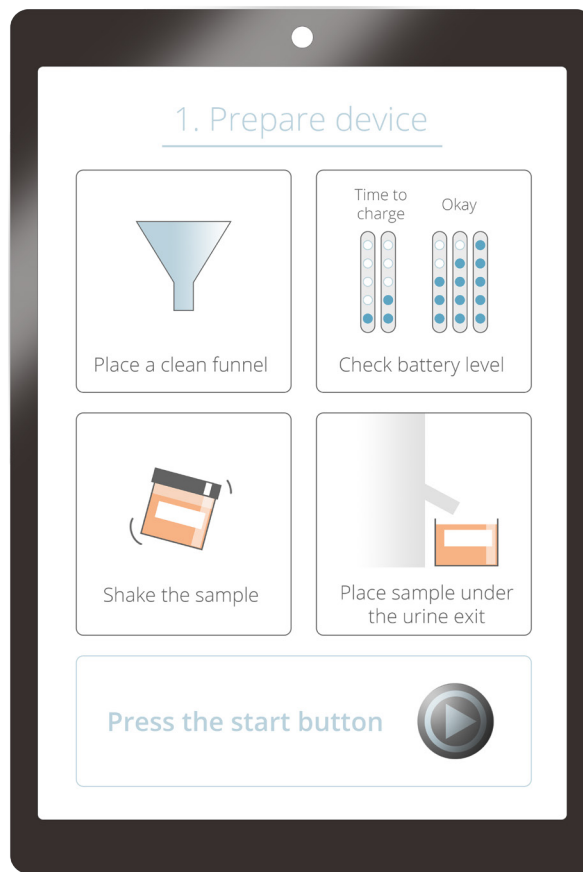 1. Prepare device
Place a clean funnel
Time to
charge
Okay
Check battery level
Shake the sample
Place sample under
the urine exit
Press the start button